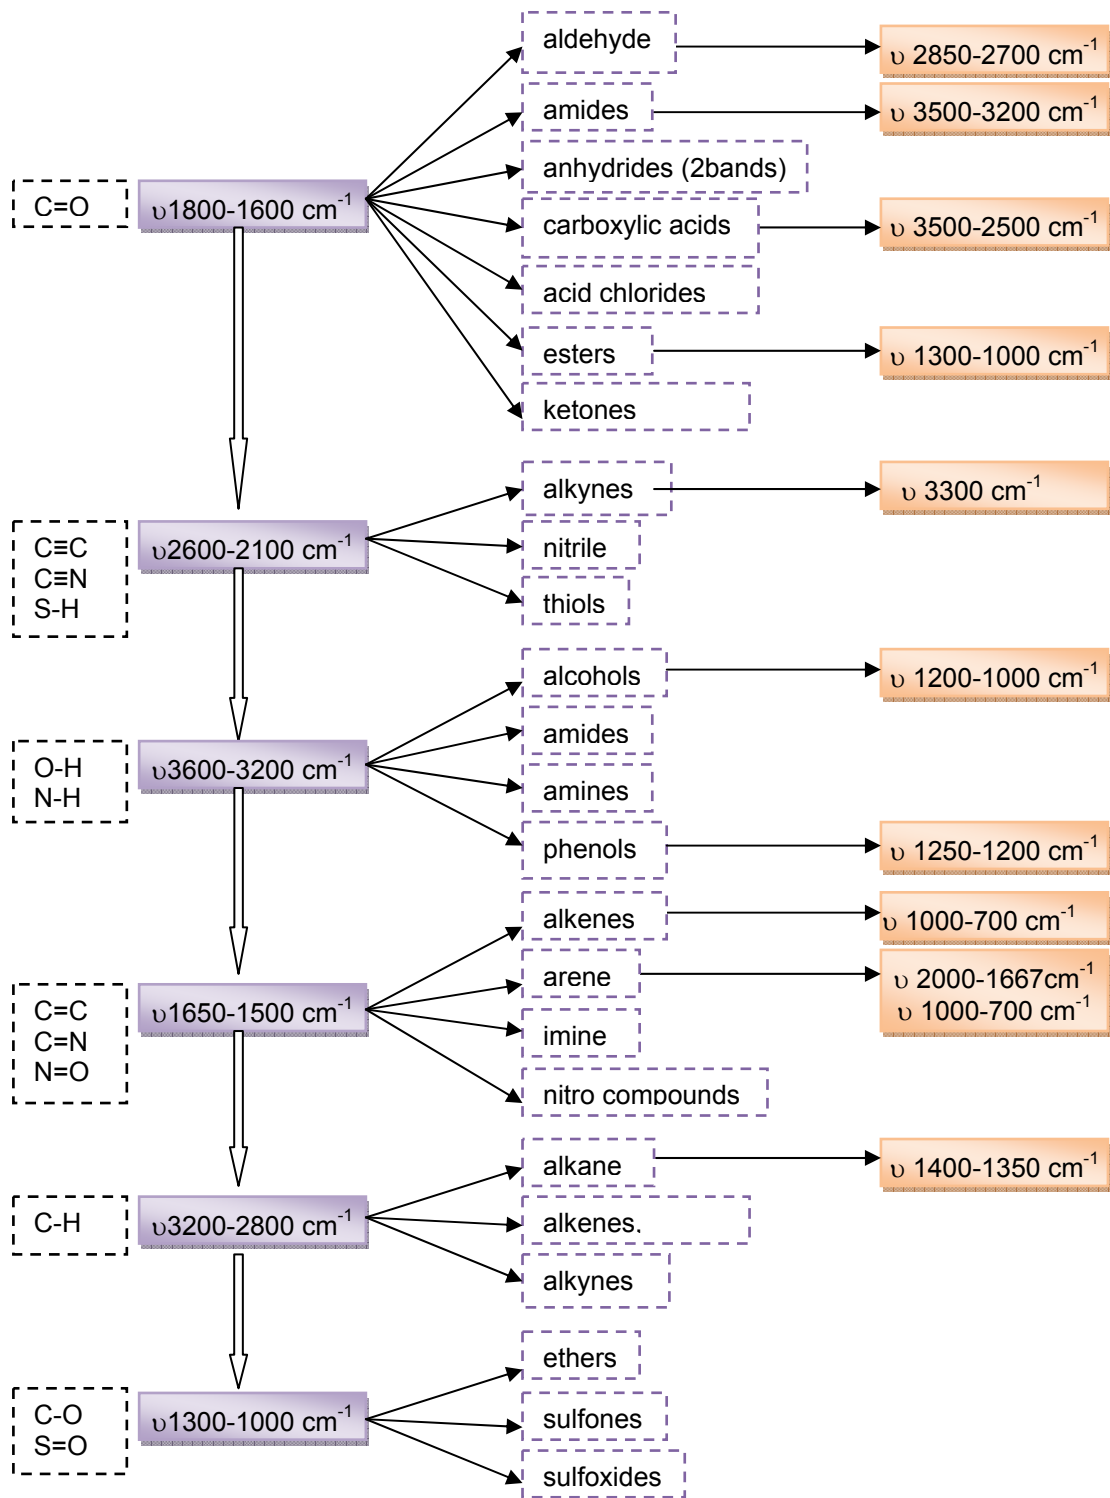 aldehyde
υ 2850-2700 cm⁻¹
amides
υ 3500-3200 cm⁻¹
anhydrides (2bands)
C=O
υ1800-1600 cm⁻¹
carboxylic acids
υ 3500-2500 cm⁻¹
acid chlorides
esters
υ 1300-1000 cm⁻¹
ketones
alkynes
υ 3300 cm⁻¹
C≡C
C≡N
S-H
υ2600-2100 cm⁻¹
nitrile
thiols
alcohols
υ 1200-1000 cm⁻¹
amides
O-H
N-H
υ3600-3200 cm⁻¹
amines
phenols
υ 1250-1200 cm⁻¹
alkenes
υ 1000-700 cm⁻¹
arene
υ 2000-1667cm⁻¹
υ 1000-700 cm⁻¹
C=C
C=N
N=O
υ1650-1500 cm⁻¹
imine
nitro compounds
alkane
υ 1400-1350 cm⁻¹
C-H
υ3200-2800 cm⁻¹
alkenes.
alkynes
ethers
C-O
S=O
υ1300-1000 cm⁻¹
sulfones
sulfoxides